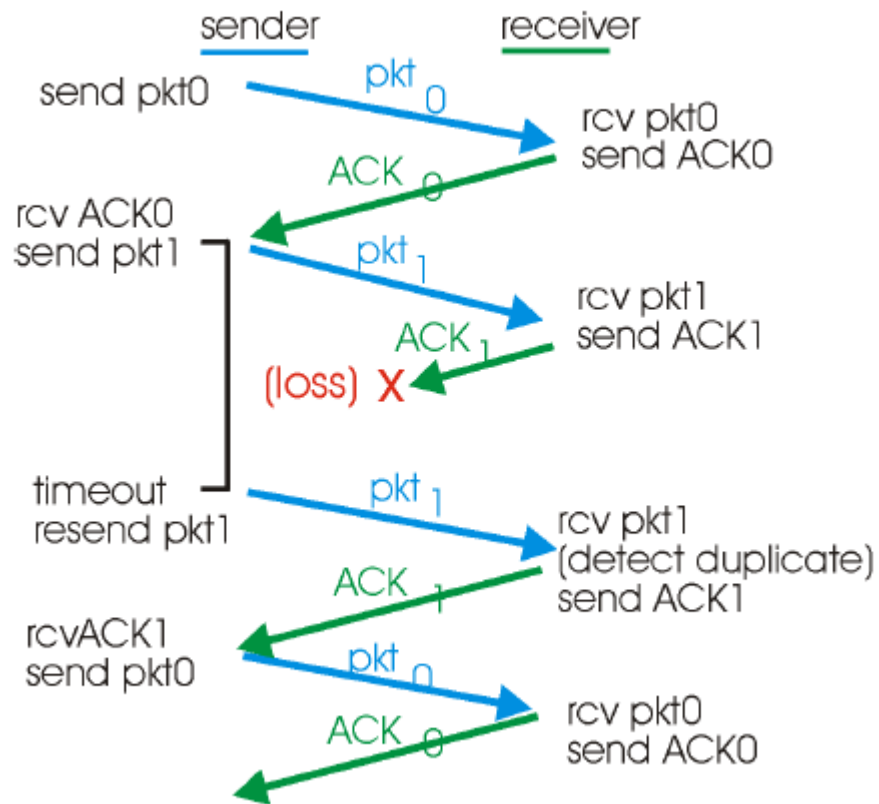 sender
receiver
send pkt0
pkt 0
rcv pkt0
send ACK0
ACK 0
rcv ACK0
send pkt1
pkt 1
rcv pkt1
send ACK1
ACK 1
(loss) X
timeout
resend pkt1
pkt 1
rcv pkt1
(detect duplicate)
send ACK1
ACK 1
rcvACK1
send pkt0
pkt 0
rcv pkt0
send ACK0
ACK 0